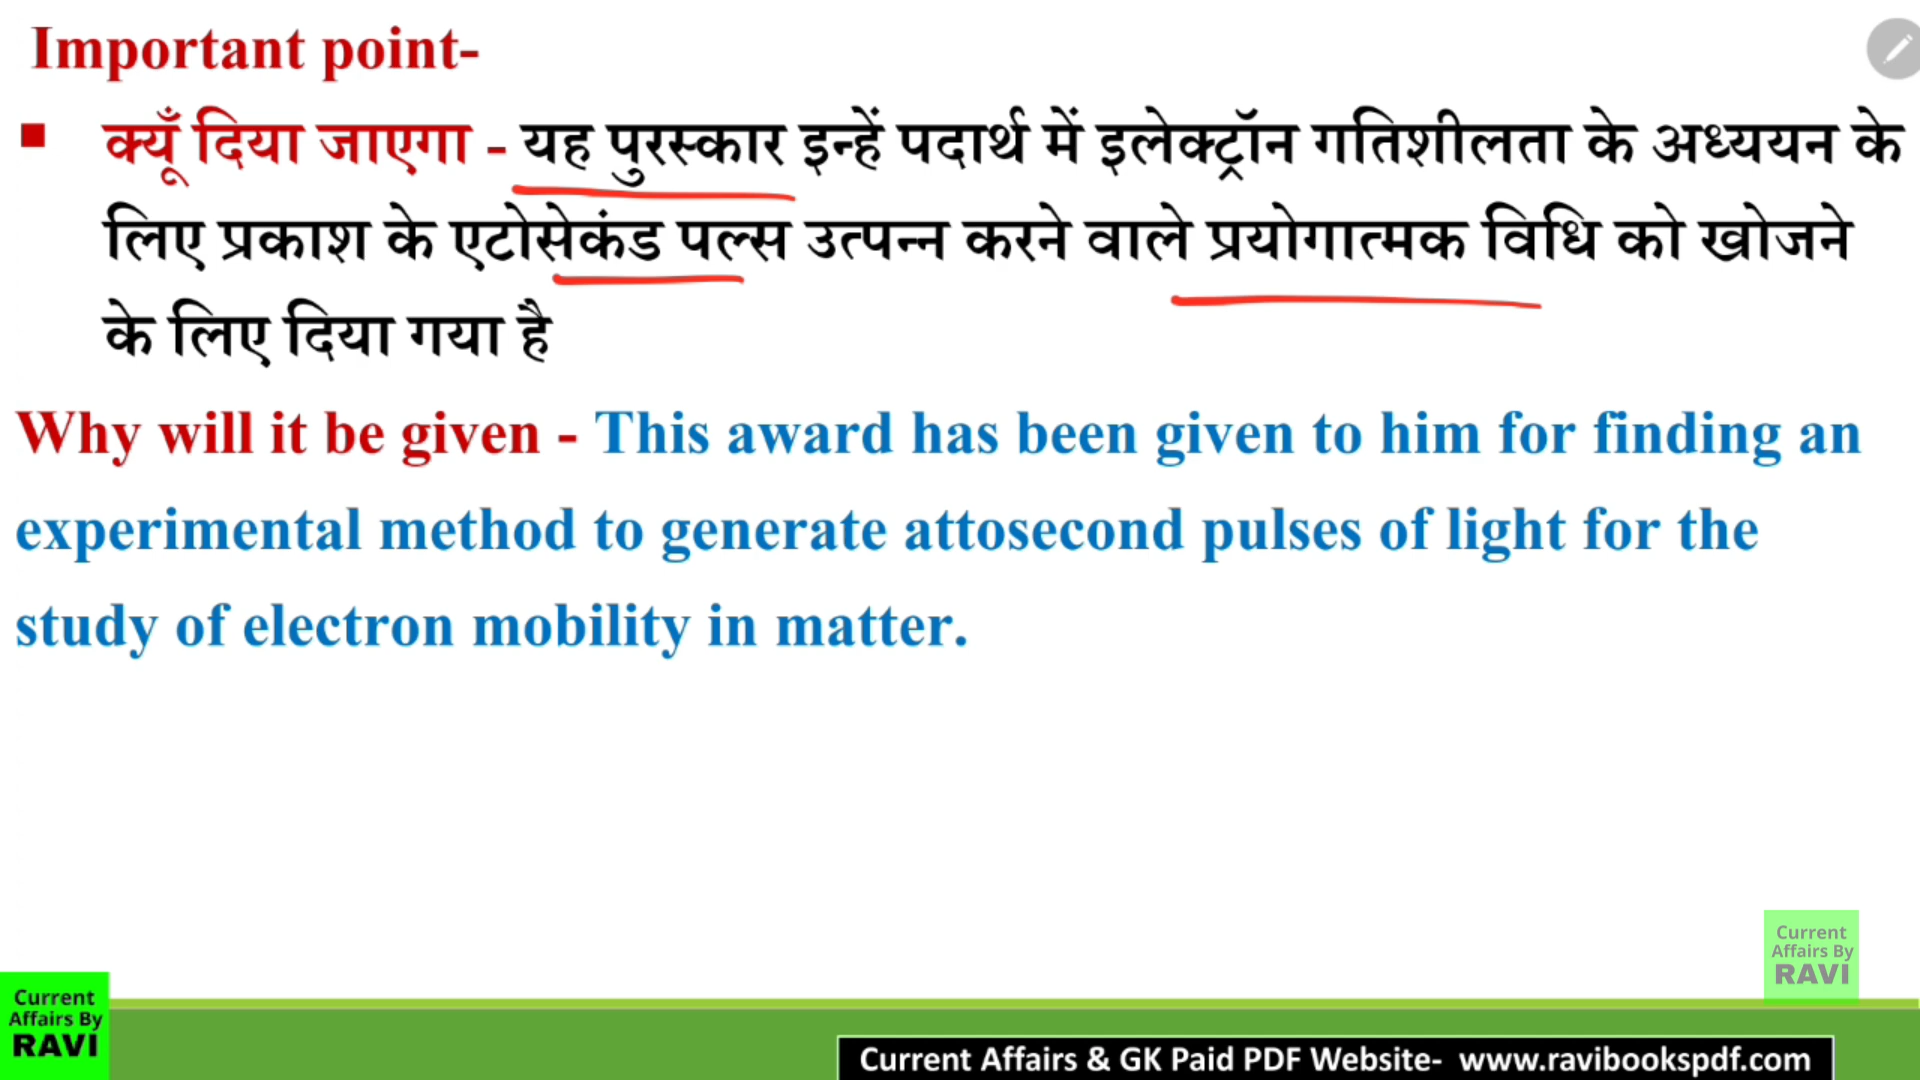 Important point-
▪ क्यूँ दिया जाएगा - यह पुरस्कार इन्हें पदार्थ में इलेक्ट्रॉन गतिशीलता के अध्ययन के
लिए प्रकाश के एटोसेकंड पल्स उत्पन्न करने वाले प्रयोगात्मक विधि को खोजने
के लिए दिया गया है
Why will it be given - This award has been given to him for finding an
experimental method to generate attosecond pulses of light for the
study of electron mobility in matter.
Current
Affairs By
RAVI
Current
Affairs By
RAVI
Current Affairs & GK Paid PDF Website- www.ravibookspdf.com